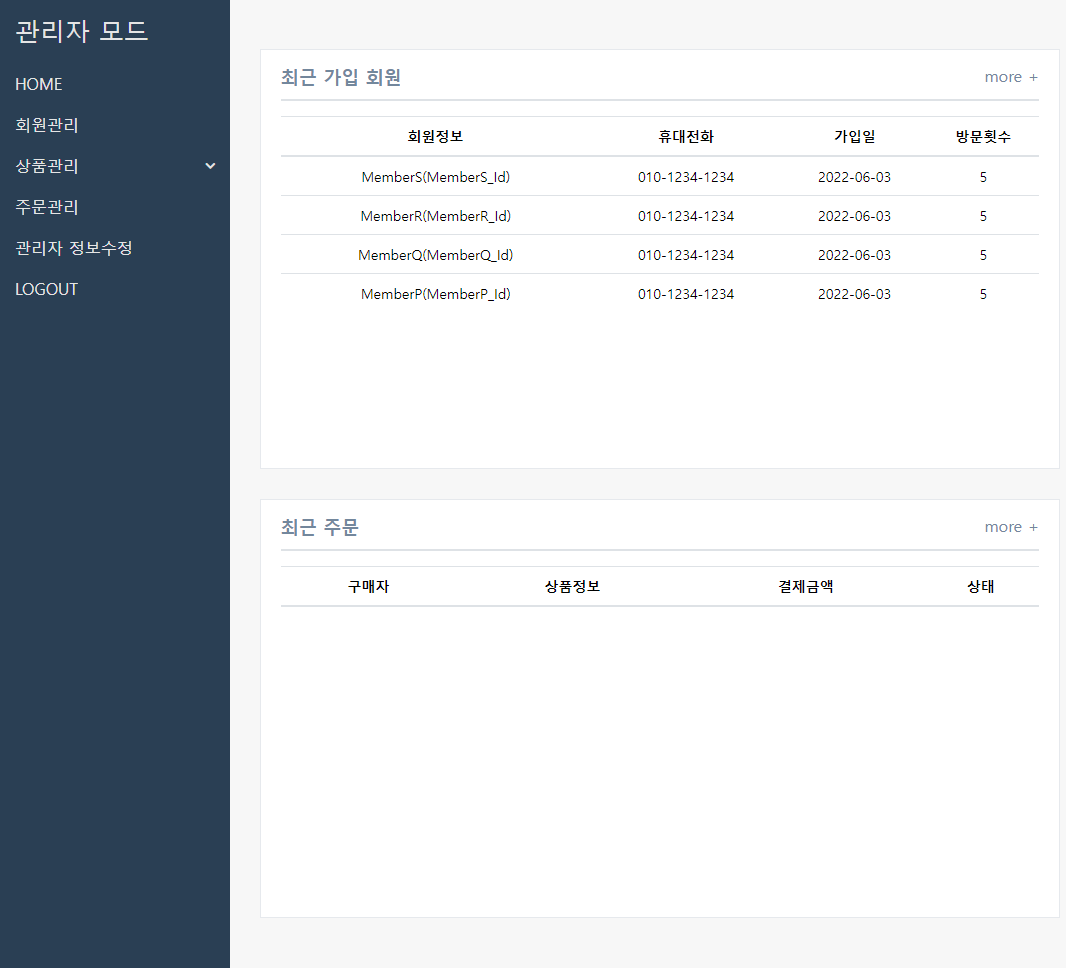 관리자 모드
HOME
회원관리
상품관리
주문관리
관리자 정보수정
LOGOUT
최근 가입 회원 more +
회원정보 휴대전화 가입일 방문횟수
MemberS(MemberS_Id) 010-1234-1234 2022-06-03 5
MemberR(MemberR_Id) 010-1234-1234 2022-06-03 5
MemberQ(MemberQ_Id) 010-1234-1234 2022-06-03 5
MemberP(MemberP_Id) 010-1234-1234 2022-06-03 5
최근 주문 more +
구매자 상품정보 결제금액 상태